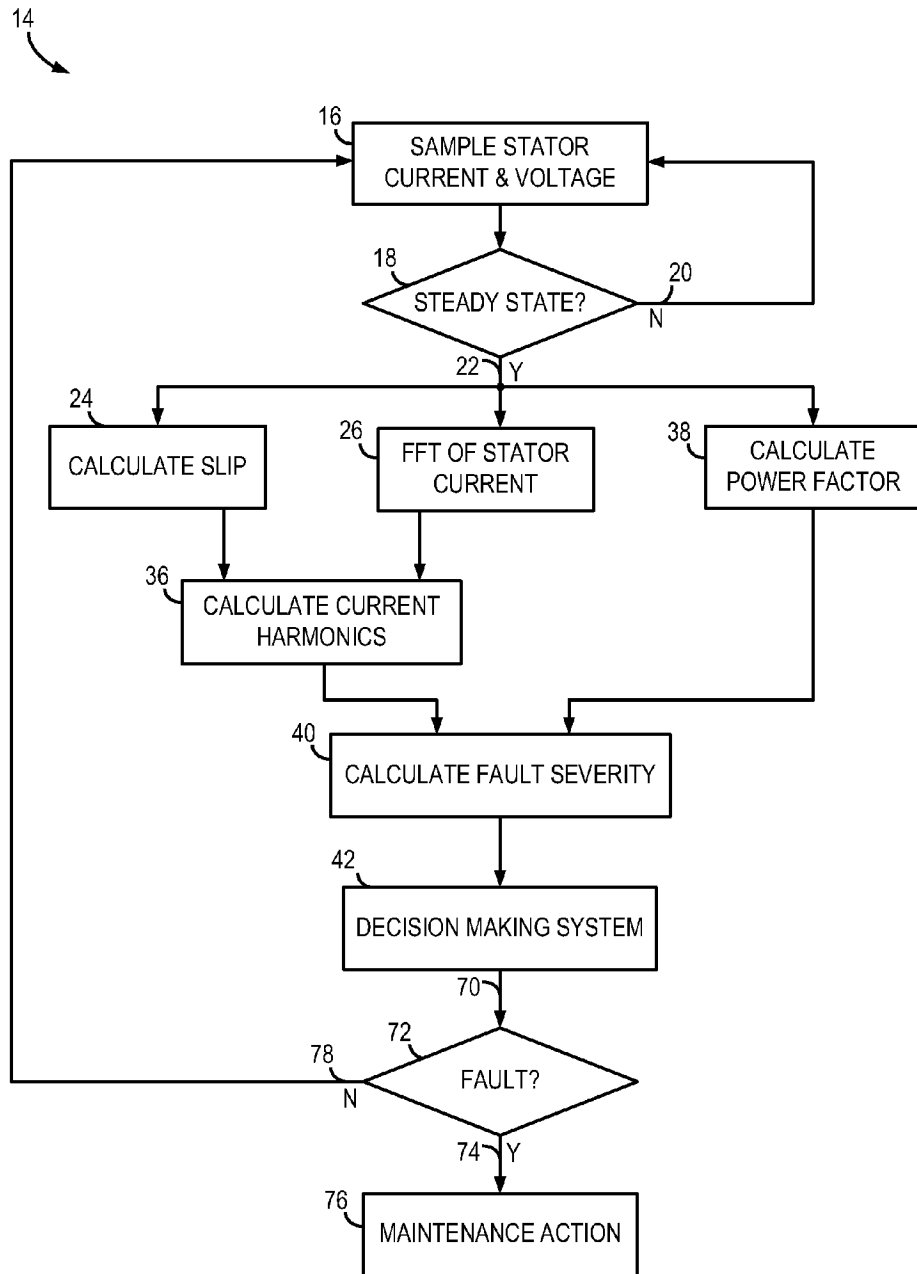 14
16
SAMPLE STATOR
CURRENT & VOLTAGE
18
STEADY STATE?
20
N
22
Y
24
CALCULATE SLIP
26
FFT OF STATOR
CURRENT
38
CALCULATE
POWER FACTOR
36
CALCULATE CURRENT
HARMONICS
40
CALCULATE FAULT SEVERITY
42
DECISION MAKING SYSTEM
70
72
FAULT?
78
N
74
Y
76
MAINTENANCE ACTION